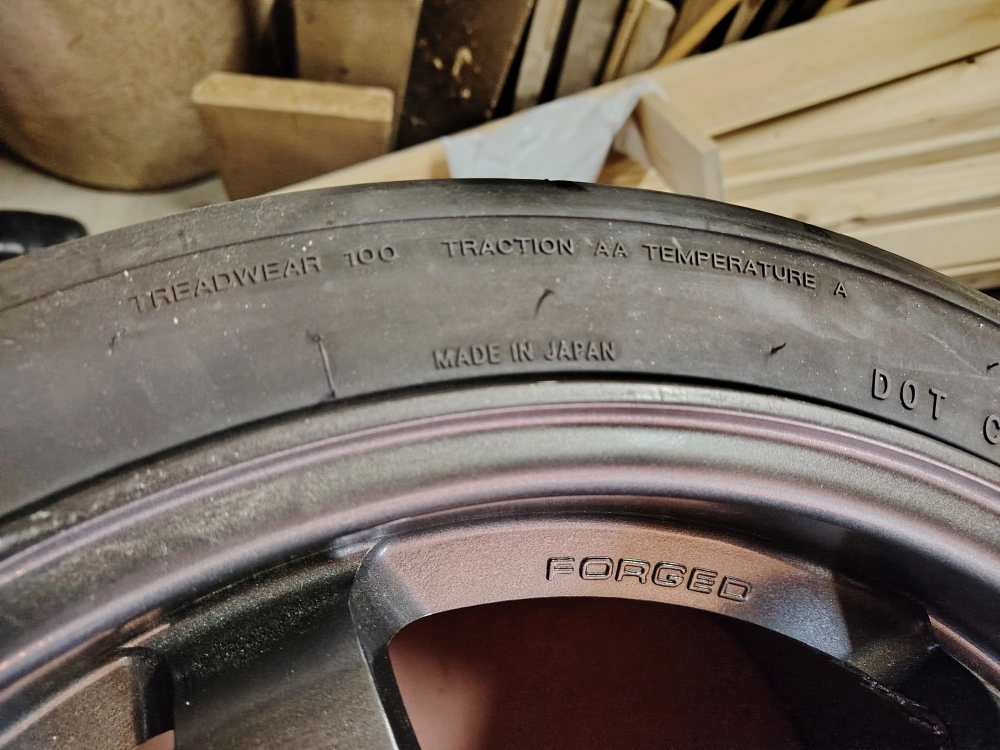 TREADWEAR 100 TRACTION AA TEMPERATURE A
MADE IN JAPAN
DOT C
FORGED